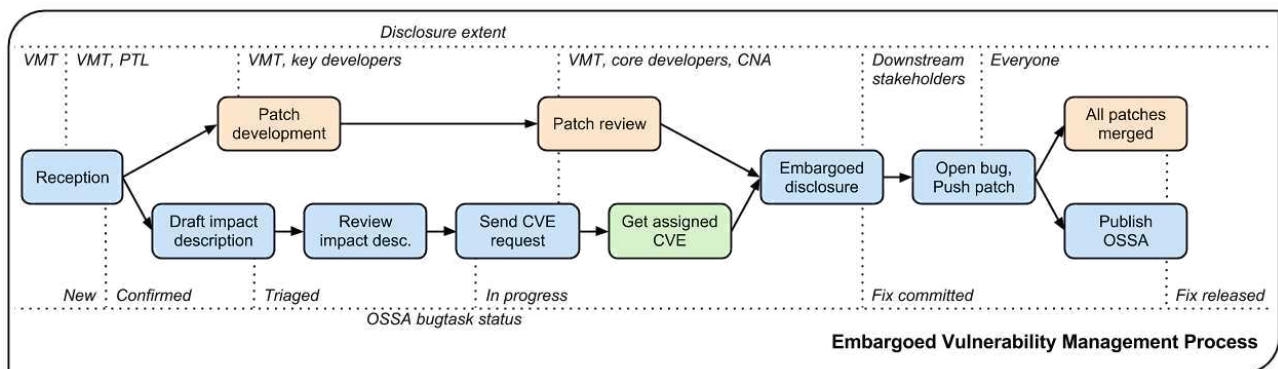 Disclosure extent
VMT
VMT, PTL
VMT, key developers
VMT, core developers, CNA
Downstream
stakeholders
Everyone
Patch
development
Patch review
All patches
merged
Reception
Embargoed
disclosure
Open bug,
Push patch
Draft impact
description
Review
impact desc.
Send CVE
request
Get assigned
CVE
Publish
OSSA
New
Confirmed
Triaged
In progress
Fix committed
Fix released
OSSA bugtask status
Embargoed Vulnerability Management Process